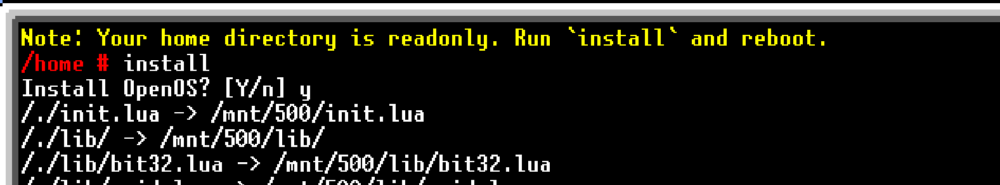 Note: Your home directory is readonly. Run `install` and reboot.
/home # install
Install OpenOS? [Y/n] y
/./init.lua -> /mnt/500/init.lua
/./lib/ -> /mnt/500/lib/
/./lib/bit32.lua -> /mnt/500/lib/bit32.lua